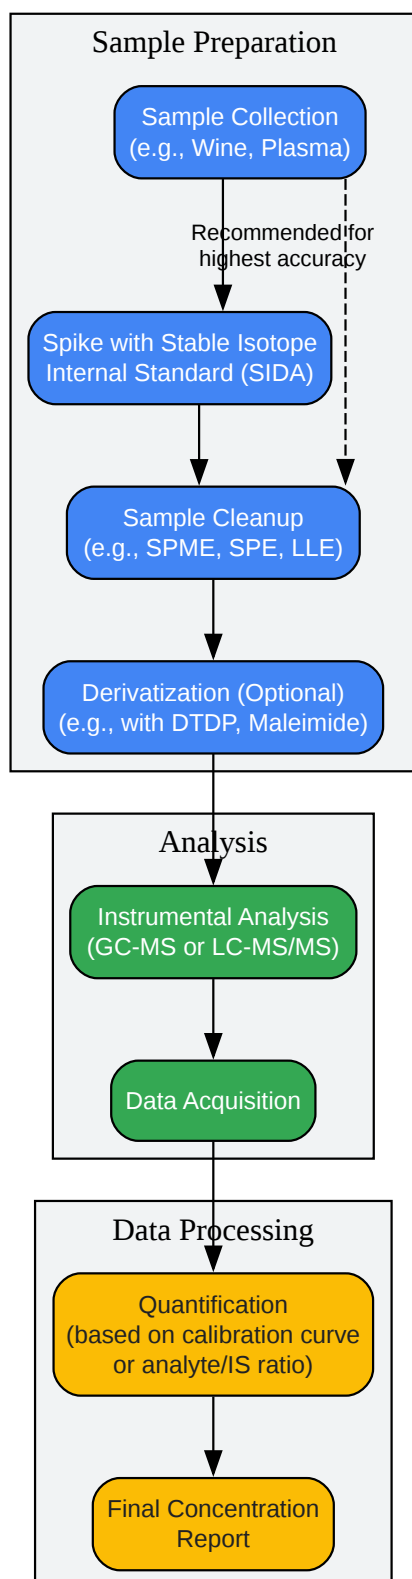 Sample Preparation
Sample Collection
(e.g., Wine, Plasma)
Recommended for
highest accuracy
Spike with Stable Isotope
Internal Standard (SIDA)
Sample Cleanup
(e.g., SPME, SPE, LLE)
Derivatization (Optional)
(e.g., with DTDP, Maleimide)
Analysis
Instrumental Analysis
(GC-MS or LC-MS/MS)
Data Acquisition
Data Processing
Quantification
(based on calibration curve
or analyte/IS ratio)
Final Concentration
Report